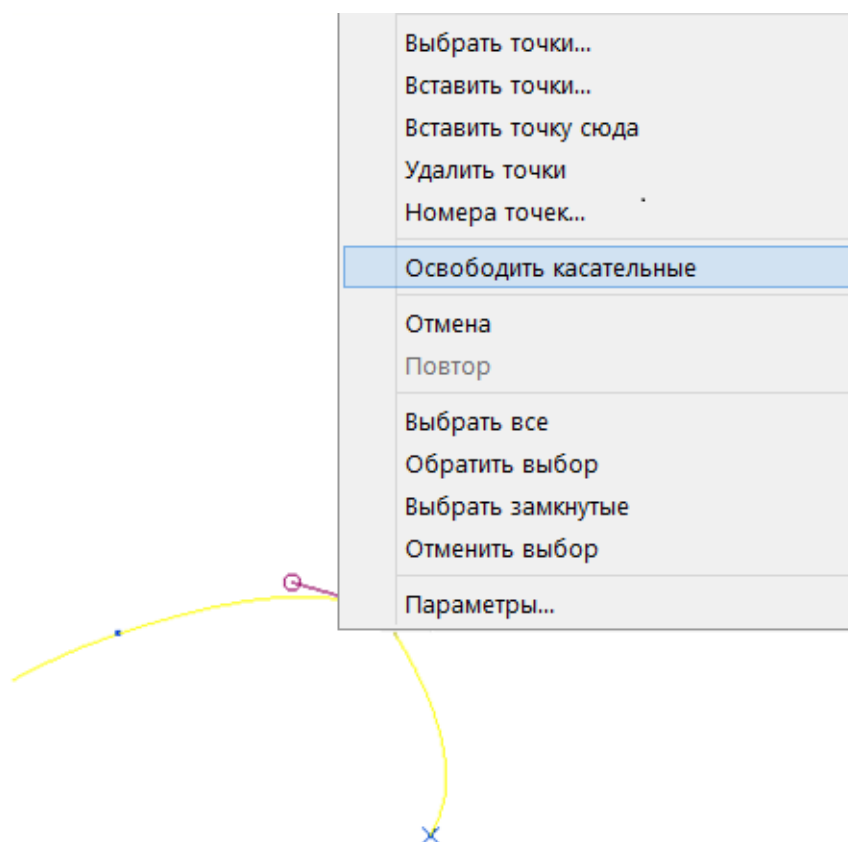 Выбрать точки...
Вставить точки...
Вставить точку сюда
Удалить точки
Номера точек...
Освободить касательные
Отмена
Повтор
Выбрать все
Обратить выбор
Выбрать замкнутые
Отменить выбор
Параметры...